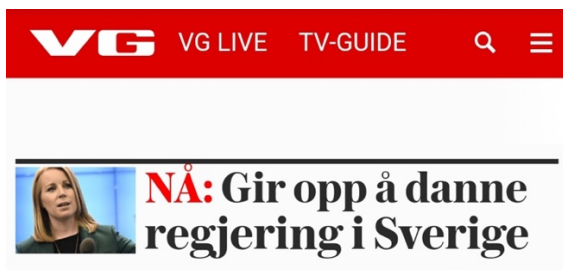 VG VG LIVE TV-GUIDE
NÅ: Gir opp å danne
regjering i Sverige